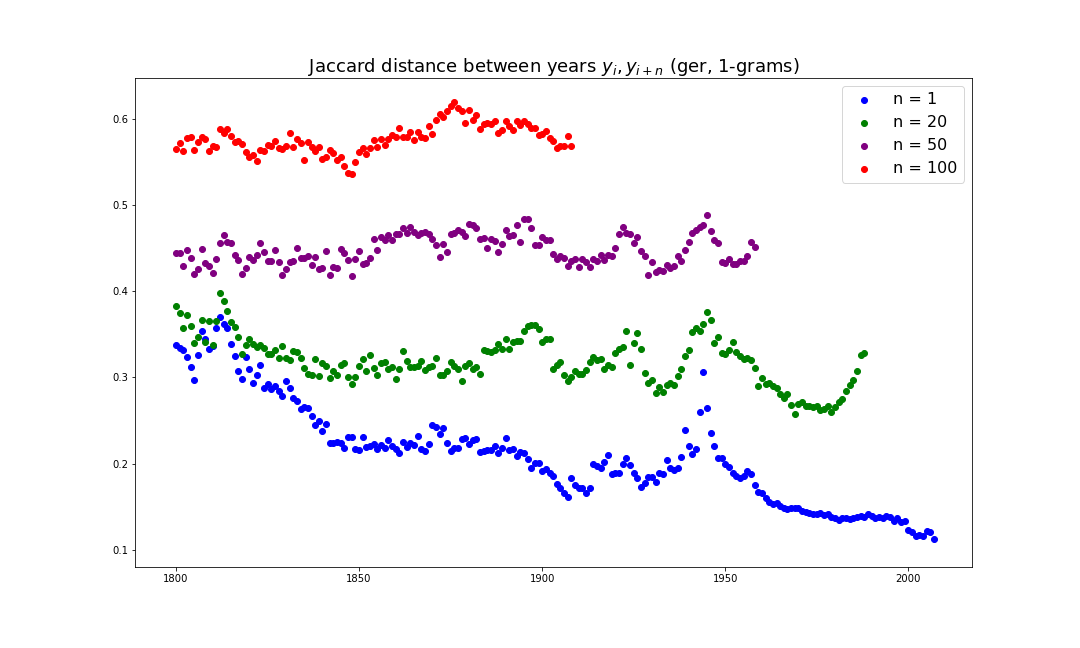 Jaccard distance between years $y_i, y_{i+n}$ (ger, 1-grams)
n = 1
n = 20
n = 50
n = 100
0.6
0.5
0.4
0.3
0.2
0.1
1800 1850 1900 1950 2000